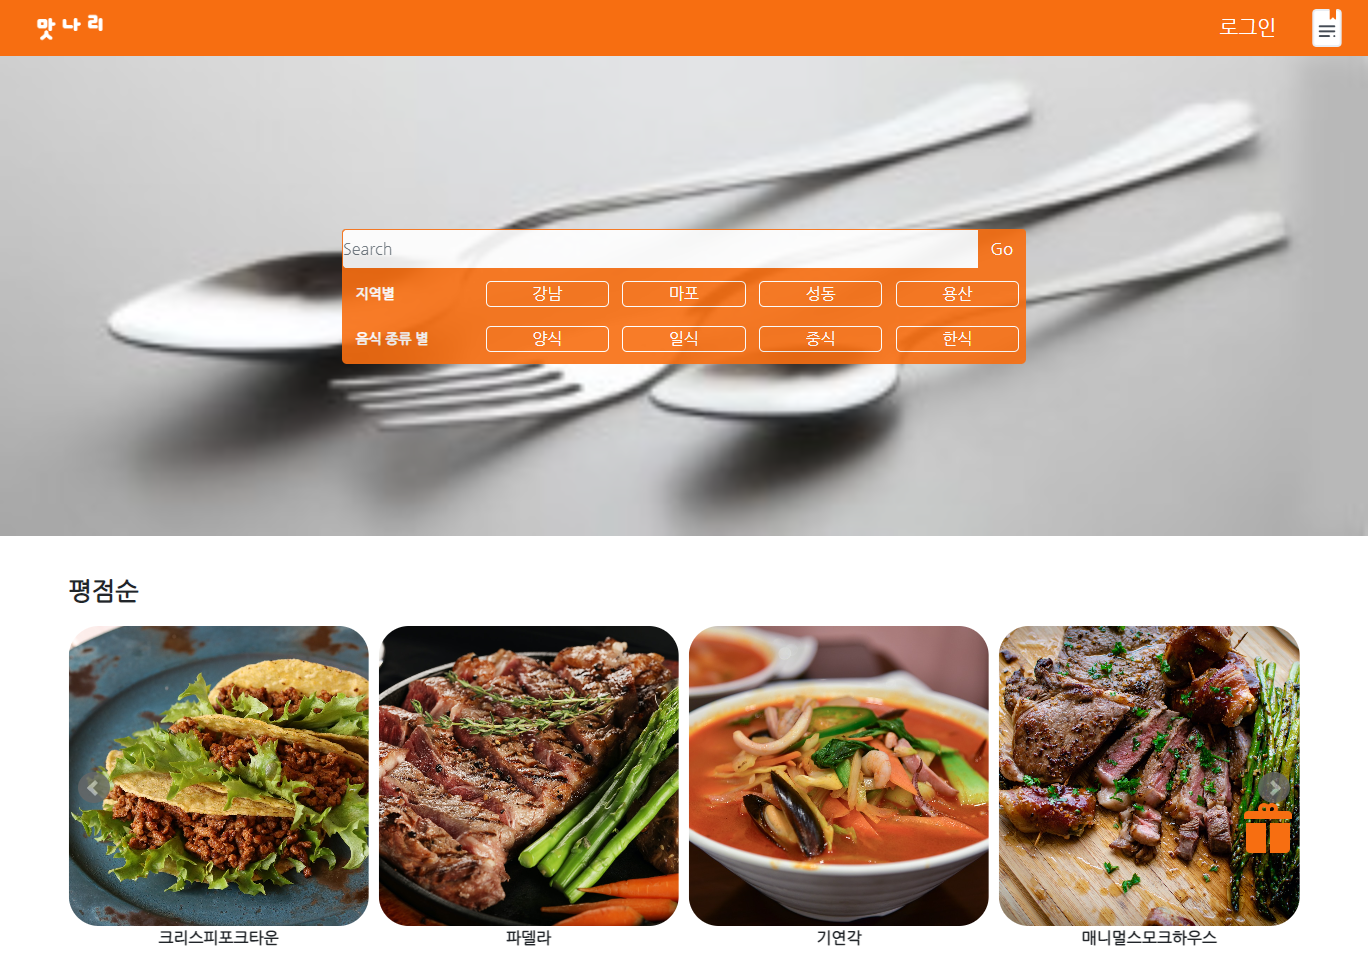 맛나리
로그인
Search Go
지역별 강남 마포 성동 용산
음식 종류 별 양식 일식 중식 한식
평점순
크리스피포크타운 파델라 기연각 매니멀스모크하우스